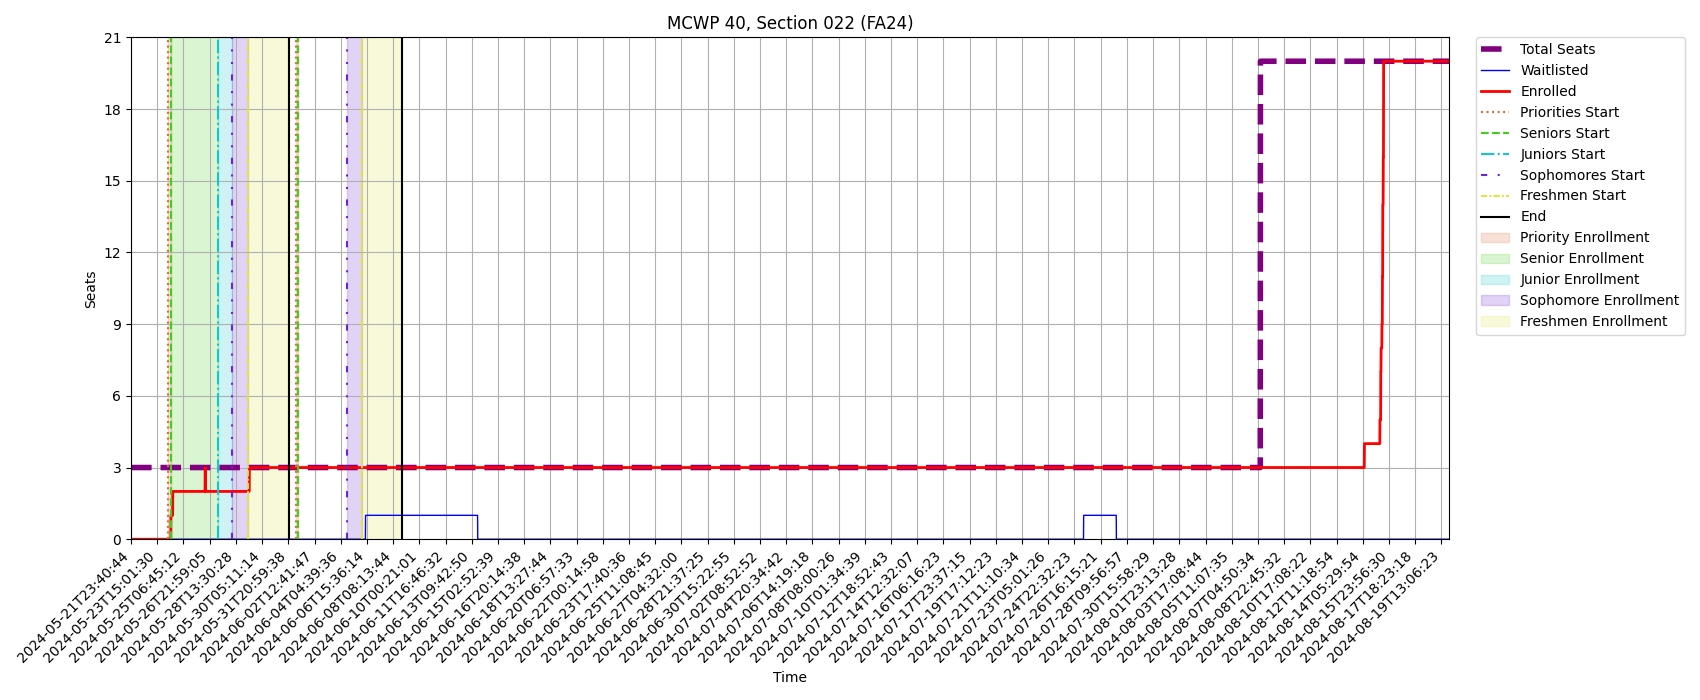 MCWP 40, Section 022 (FA24)
21
18
15
12
9
6
3
0
Seats
2024-05-21T23:40:44
2024-05-23T15:01:30
2024-05-25T06:45:12
2024-05-26T21:59:05
2024-05-28T13:30:28
2024-05-30T05:11:14
2024-05-31T20:59:38
2024-06-02T12:41:47
2024-06-04T04:39:36
2024-06-06T15:36:14
2024-06-08T08:13:44
2024-06-10T00:21:01
2024-06-11T16:46:32
2024-06-13T09:42:50
2024-06-15T02:52:39
2024-06-16T20:14:38
2024-06-18T13:27:44
2024-06-20T06:57:33
2024-06-22T00:14:58
2024-06-23T17:40:36
2024-06-25T11:08:45
2024-06-27T04:32:00
2024-06-28T21:37:25
2024-06-30T15:22:55
2024-07-02T08:52:52
2024-07-04T20:34:42
2024-07-06T14:19:18
2024-07-08T08:00:26
2024-07-10T01:34:39
2024-07-12T18:52:43
2024-07-14T12:32:07
2024-07-16T06:16:23
2024-07-17T23:37:15
2024-07-19T17:12:23
2024-07-21T11:10:34
2024-07-23T05:01:26
2024-07-24T22:32:23
2024-07-26T16:15:21
2024-07-28T09:56:57
2024-07-30T15:58:29
2024-08-01T23:13:28
2024-08-03T17:08:44
2024-08-05T11:07:35
2024-08-07T04:50:34
2024-08-08T22:45:32
2024-08-10T17:08:22
2024-08-12T11:18:54
2024-08-14T05:29:54
2024-08-15T23:56:30
2024-08-17T18:23:18
2024-08-19T13:06:23
Time
Total Seats
Waitlisted
Enrolled
Priorities Start
Seniors Start
Juniors Start
Sophomores Start
Freshmen Start
End
Priority Enrollment
Senior Enrollment
Junior Enrollment
Sophomore Enrollment
Freshmen Enrollment